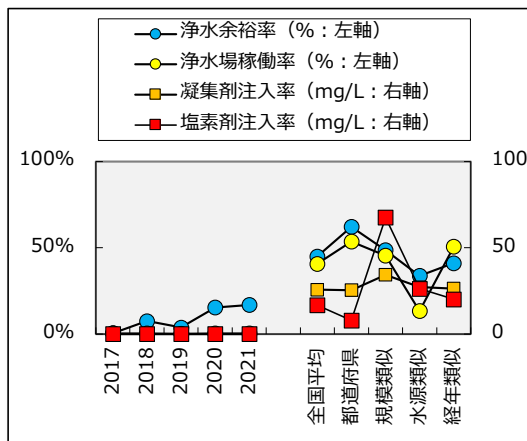 浄水余裕率（%：左軸）
浄水場稼働率（%：左軸）
凝集剤注入率（mg/L：右軸）
塩素剤注入率（mg/L：右軸）
100%
100
50%
50
0%
0
2017
2018
2019
2020
2021
全国平均
都道府県
規模類似
水源類似
経年類似